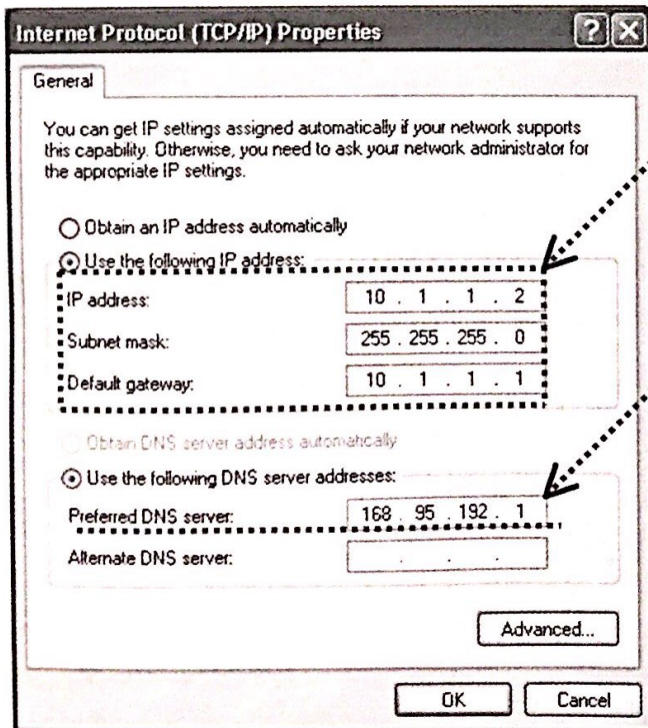 Internet Protocol (TCP/IP) Properties
General
You can get IP settings assigned automatically if your network supports
this capability. Otherwise, you need to ask your network administrator for
the appropriate IP settings.
Obtain an IP address automatically
Use the following IP address:
IP address: 10 . 1 . 1 . 2
Subnet mask: 255 . 255 . 255 . 0
Default gateway: 10 . 1 . 1 . 1
Obtain DNS server address automatically
Use the following DNS server addresses:
Preferred DNS server: 168 . 95 . 192 . 1
Alternate DNS server: . . .
Advanced...
OK Cancel